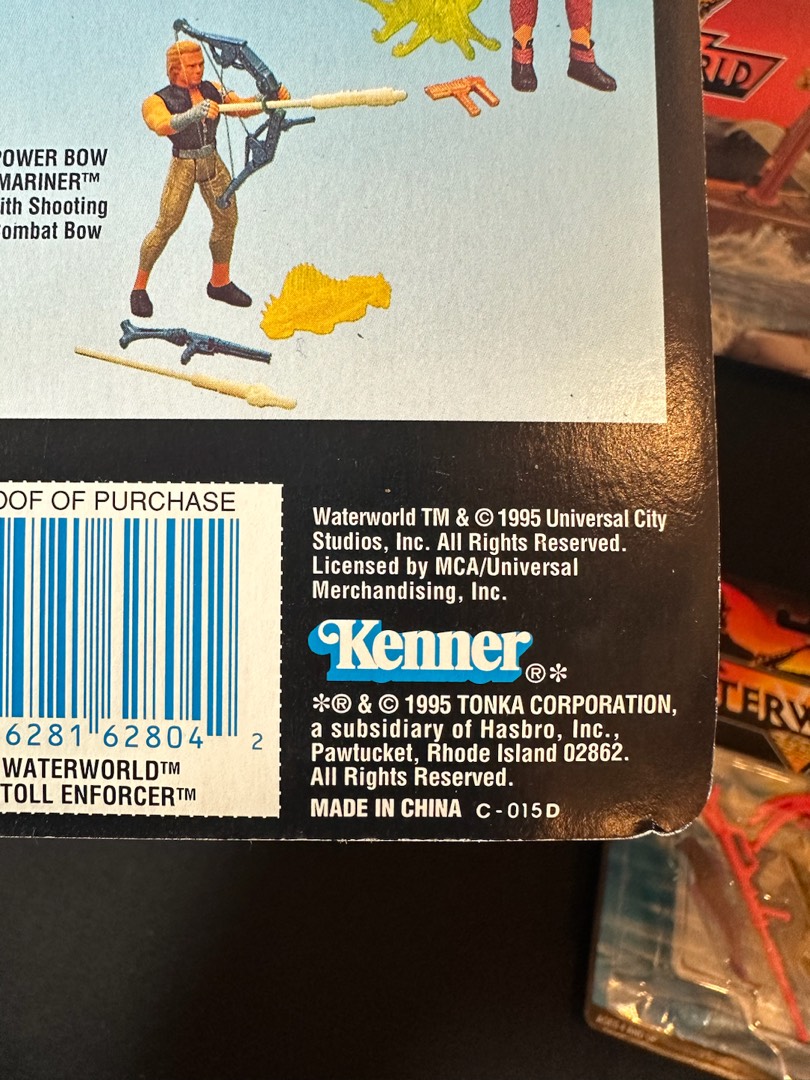 RLD
POWER BOW
MARINER™
ith Shooting
ombat Bow
OOF OF PURCHASE
6281 62804 2
WATERWORLD™
TOLL ENFORCER™
Waterworld TM & © 1995 Universal City
Studios, Inc. All Rights Reserved.
Licensed by MCA/Universal
Merchandising, Inc.
Kenner®*
*® & © 1995 TONKA CORPORATION,
a subsidiary of Hasbro, Inc.,
Pawtucket, Rhode Island 02862.
All Rights Reserved.
MADE IN CHINA C-015D
TERW